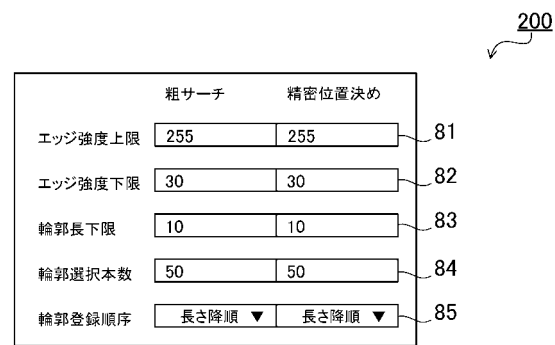 200
粗サーチ 精密位置決め
エッジ強度上限 255 255 81
エッジ強度下限 30 30 82
輪郭長下限 10 10 83
輪郭選択本数 50 50 84
輪郭登録順序 長さ降順 ▼ 長さ降順 ▼ 85